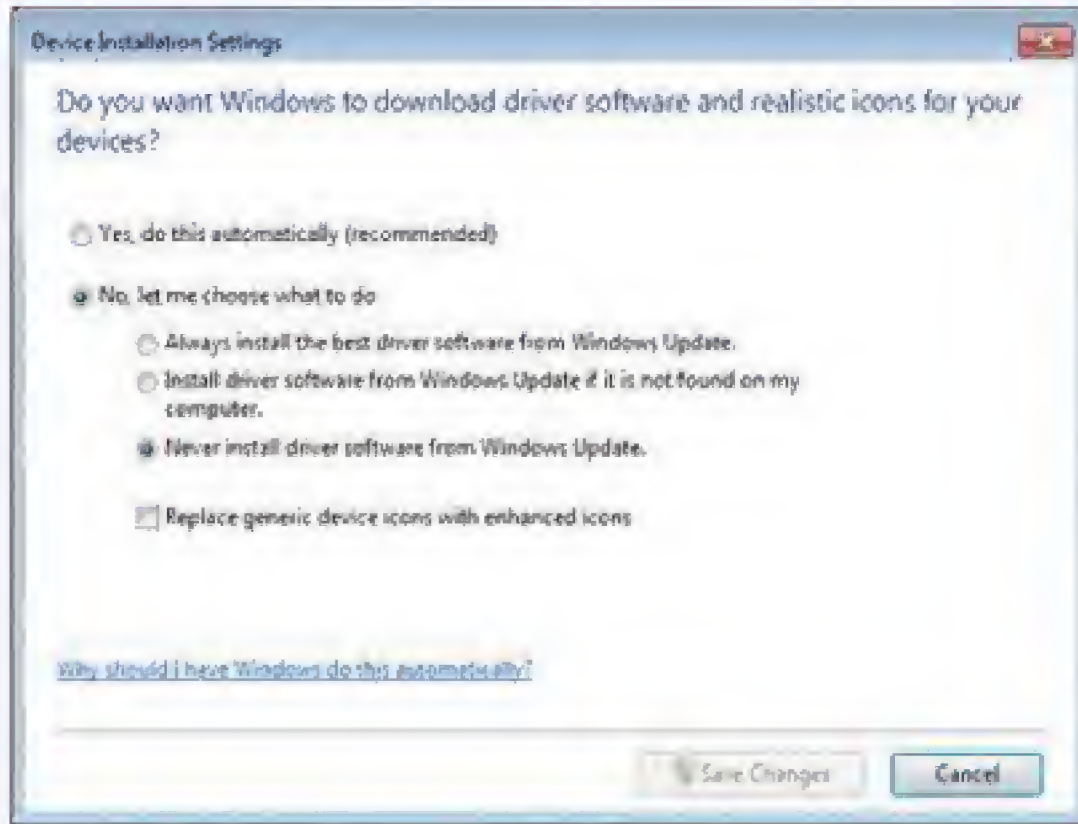 Device Installation Settings
Do you want Windows to download driver software and realistic icons for your
devices?
Yes, do this automatically (recommended)
No, let me choose what to do
Always install the best driver software from Windows Update.
Install driver software from Windows Update if it is not found on my
computer.
Never install driver software from Windows Update.
Replace generic device icons with enhanced icons
Why should I have Windows do this automatically?
Save Changes
Cancel